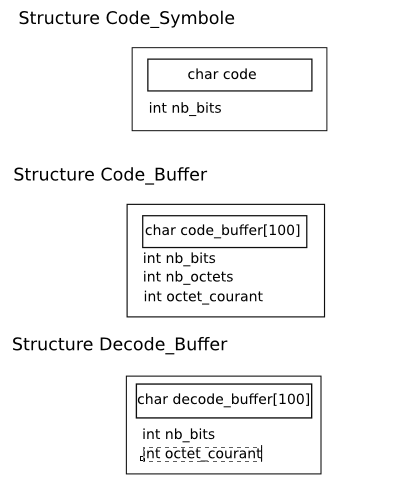 Structure Code_Symbole
char code
int nb_bits
Structure Code_Buffer
char code_buffer[100]
int nb_bits
int nb_octets
int octet_courant
Structure Decode_Buffer
char decode_buffer[100]
int nb_bits
int octet_courant